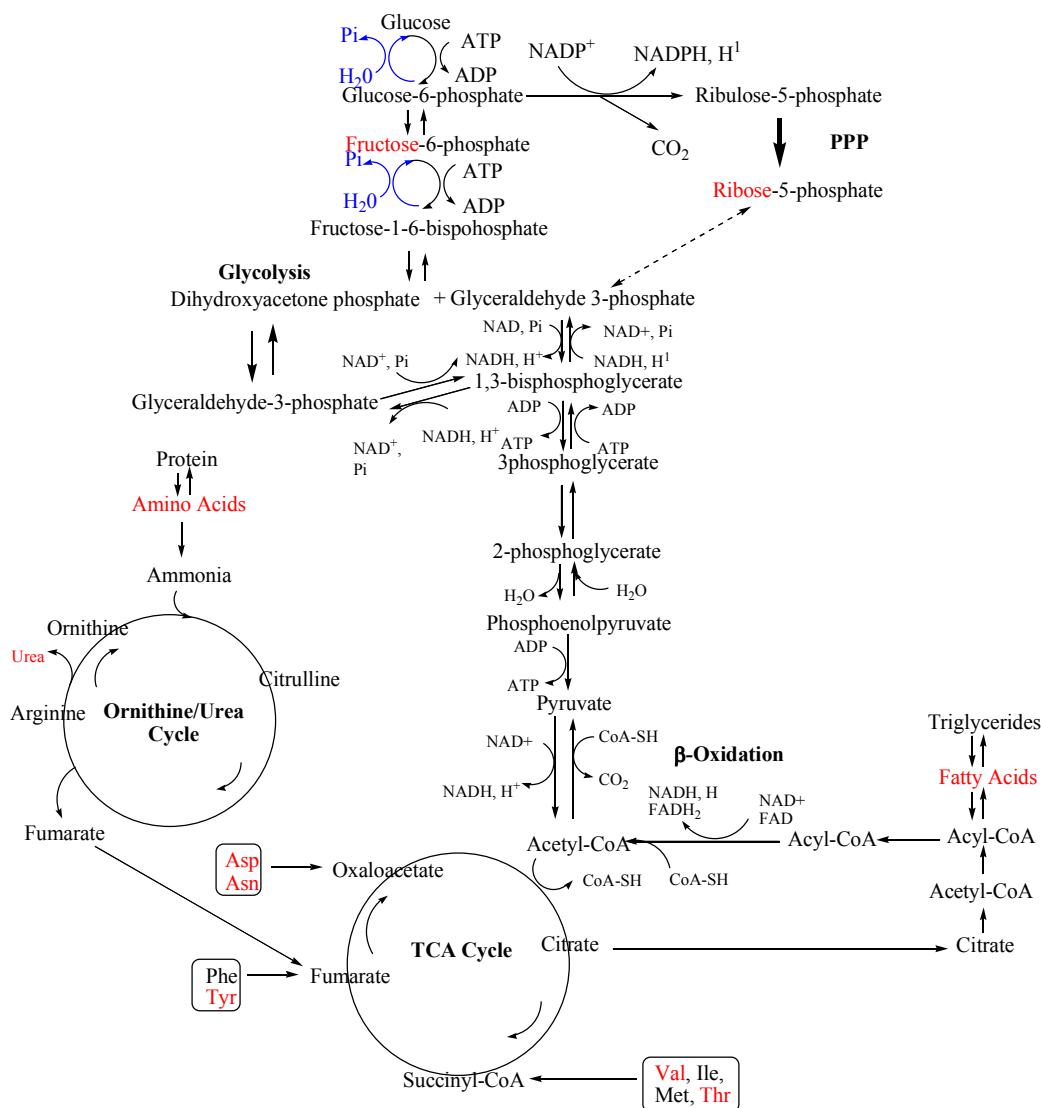 Glucose
Pi
ATP
H20
ADP
NADP+
NADPH, H1
Glucose-6-phosphate
Ribulose-5-phosphate
CO2
PPP
Fructose-6-phosphate
Pi
ATP
H20
ADP
Ribose-5-phosphate
Fructose-1-6-bispohosphate
Glycolysis
Dihydroxyacetone phosphate + Glyceraldehyde 3-phosphate
NAD, Pi
NAD+, Pi
NADH, H+
NADH, H1
NAD+, Pi
1,3-bisphosphoglycerate
Glyceraldehyde-3-phosphate
NAD+,
Pi
NADH, H+
ADP
ADP
ATP
ATP
3phosphoglycerate
Protein
Amino Acids
Ammonia
2-phosphoglycerate
H2O
H2O
Phosphoenolpyruvate
ADP
ATP
Pyruvate
Ornithine
Urea
Citrulline
Arginine
Ornithine/Urea
Cycle
Fumarate
NAD+
CoA-SH
NADH, H+
CO2
β-Oxidation
Triglycerides
Fatty Acids
NADH, H
FADH2
NAD+
FAD
Acetyl-CoA
Acyl-CoA
Acyl-CoA
CoA-SH
CoA-SH
Acetyl-CoA
Citrate
Asp
Asn
Oxaloacetate
TCA Cycle
Citrate
Phe
Tyr
Fumarate
Succinyl-CoA
Val, Ile,
Met, Thr